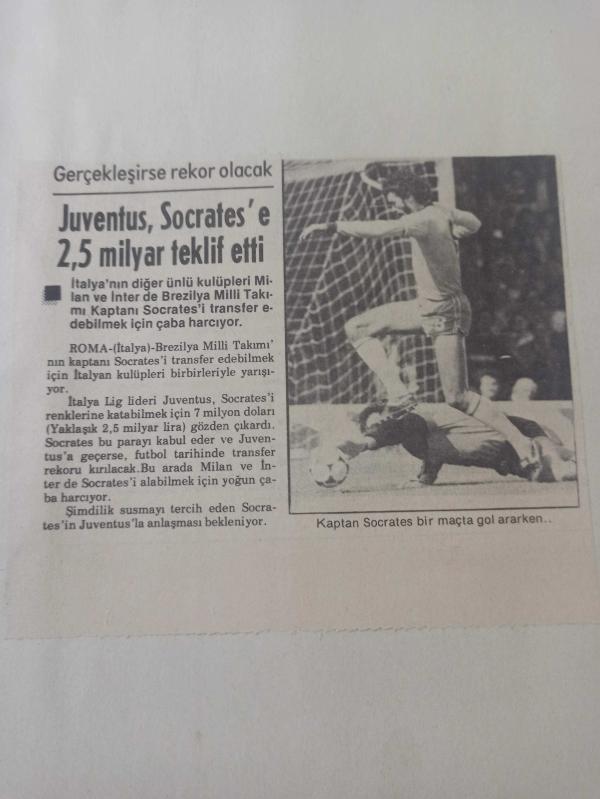 Gerçekleşirse rekor olacak
Juventus, Socrates'e
2,5 milyar teklif etti
İtalya'nın diğer ünlü kulüpleri Mi-
lan ve İnter de Brezilya Milli Takı-
mı Kaptanı Socrates'i transfer e-
debilmek için çaba harcıyor.
ROMA-(İtalya)-Brezilya Milli Takımı'
nın kaptanı Socrates'i transfer edebilmek
için İtalyan kulüpleri birbirleriyle yarışı-
yor.
İtalya Lig lideri Juventus, Socrates'i
renklerine katabilmek için 7 milyon doları
(Yaklaşık 2,5 milyar lira) gözden çıkardı.
Socrates bu parayı kabul eder ve Juven-
tus'a geçerse, futbol tarihinde transfer
rekoru kırılacak.Bu arada Milan ve İn-
ter de Socrates'i alabilmek için yoğun ça-
ba harcıyor.
Şimdilik susmayı tercih eden Socra-
tes'in Juventus'la anlaşması bekleniyor.
Kaptan Socrates bir maçta gol ararken..